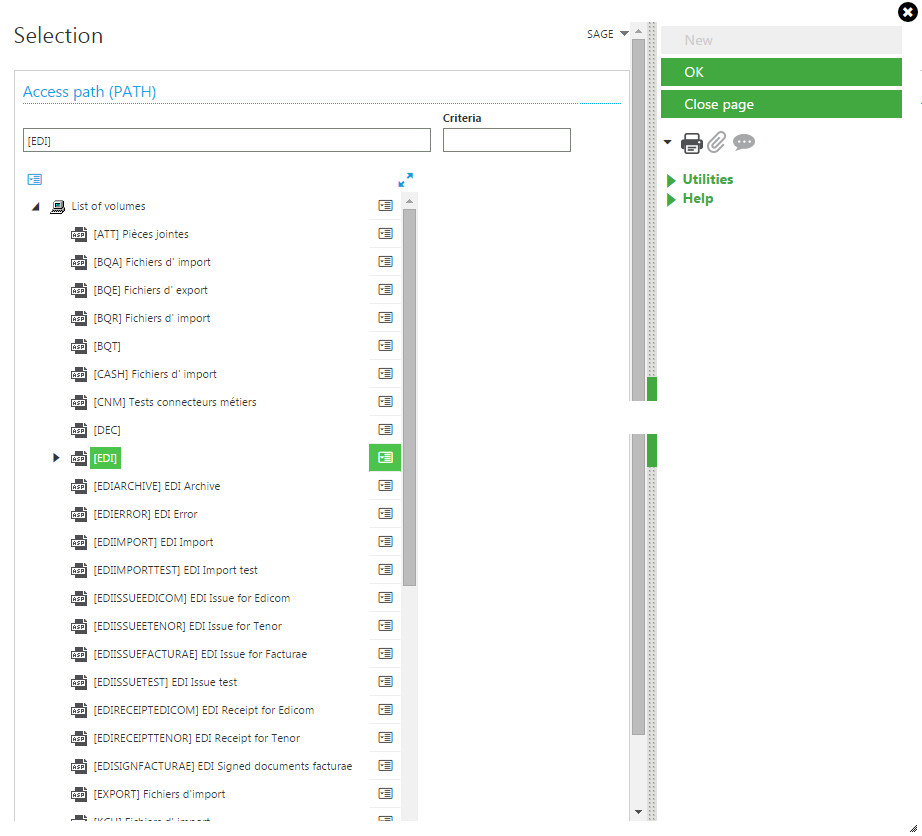 Selection
SAGE
New
OK
Close page
Utilities
Help
Access path (PATH)
Criteria
[EDI]
List of volumes
[ATT] Pièces jointes
[BQA] Fichiers d' import
[BQE] Fichiers d' export
[BQR] Fichiers d' import
[BQT]
[CASH] Fichiers d' import
[CNM] Tests connecteurs métiers
[DEC]
[EDI]
[EDIARCHIVE] EDI Archive
[EDIERROR] EDI Error
[EDIIMPORT] EDI Import
[EDIIMPORTTEST] EDI Import test
[EDIISSUEEDICOM] EDI Issue for Edicom
[EDIISSUEETENOR] EDI Issue for Tenor
[EDIISSUEFACTURAE] EDI Issue for Facturae
[EDIISSUETEST] EDI Issue test
[EDIRECEIPTEDICOM] EDI Receipt for Edicom
[EDIRECEIPTTENOR] EDI Receipt for Tenor
[EDISIGNFACTURAE] EDI Signed documents facturae
[EXPORT] Fichiers d'import